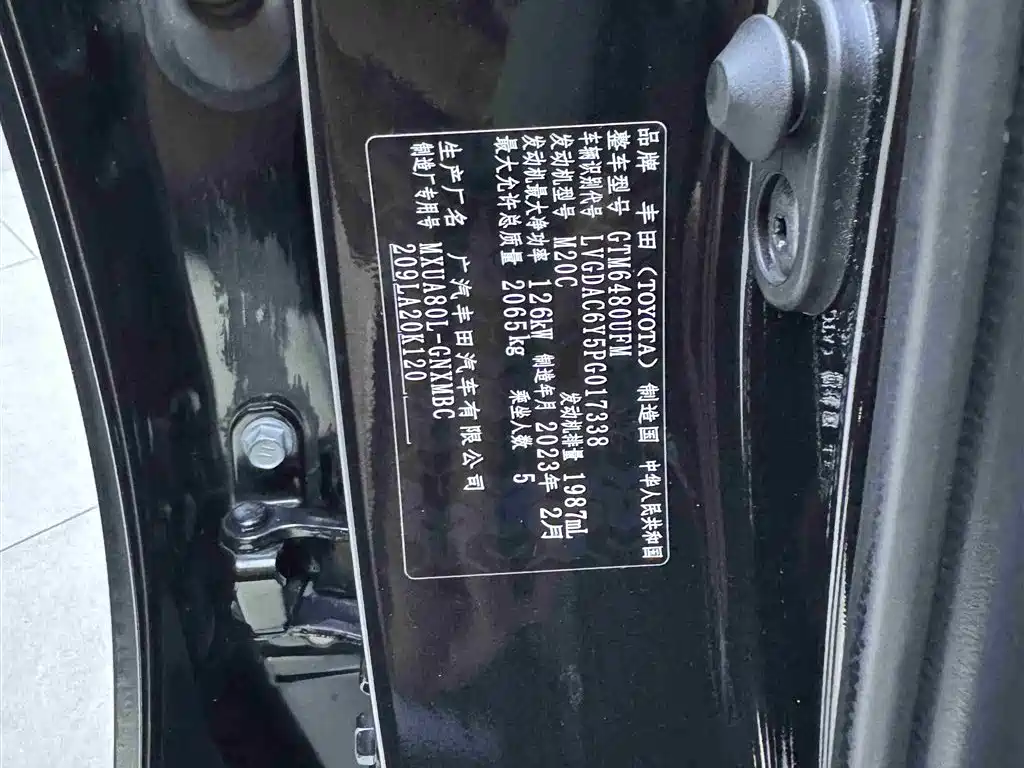 品牌 丰田(TOYOTA) 制造国 中华人民共和国
整车型号 GTM6480UFM
车辆识别代号 LVGDAC6Y5PG017338
发动机型号 M20C 发动机排量 1987mL
发动机最大净功率 126kW 制造年月 2023年 2月
最大允许总质量 2065kg 乘坐人数 5
生产厂名 广汽丰田汽车有限公司
制造厂专用号 MXUA80L-GNXMBC
209LA20K120